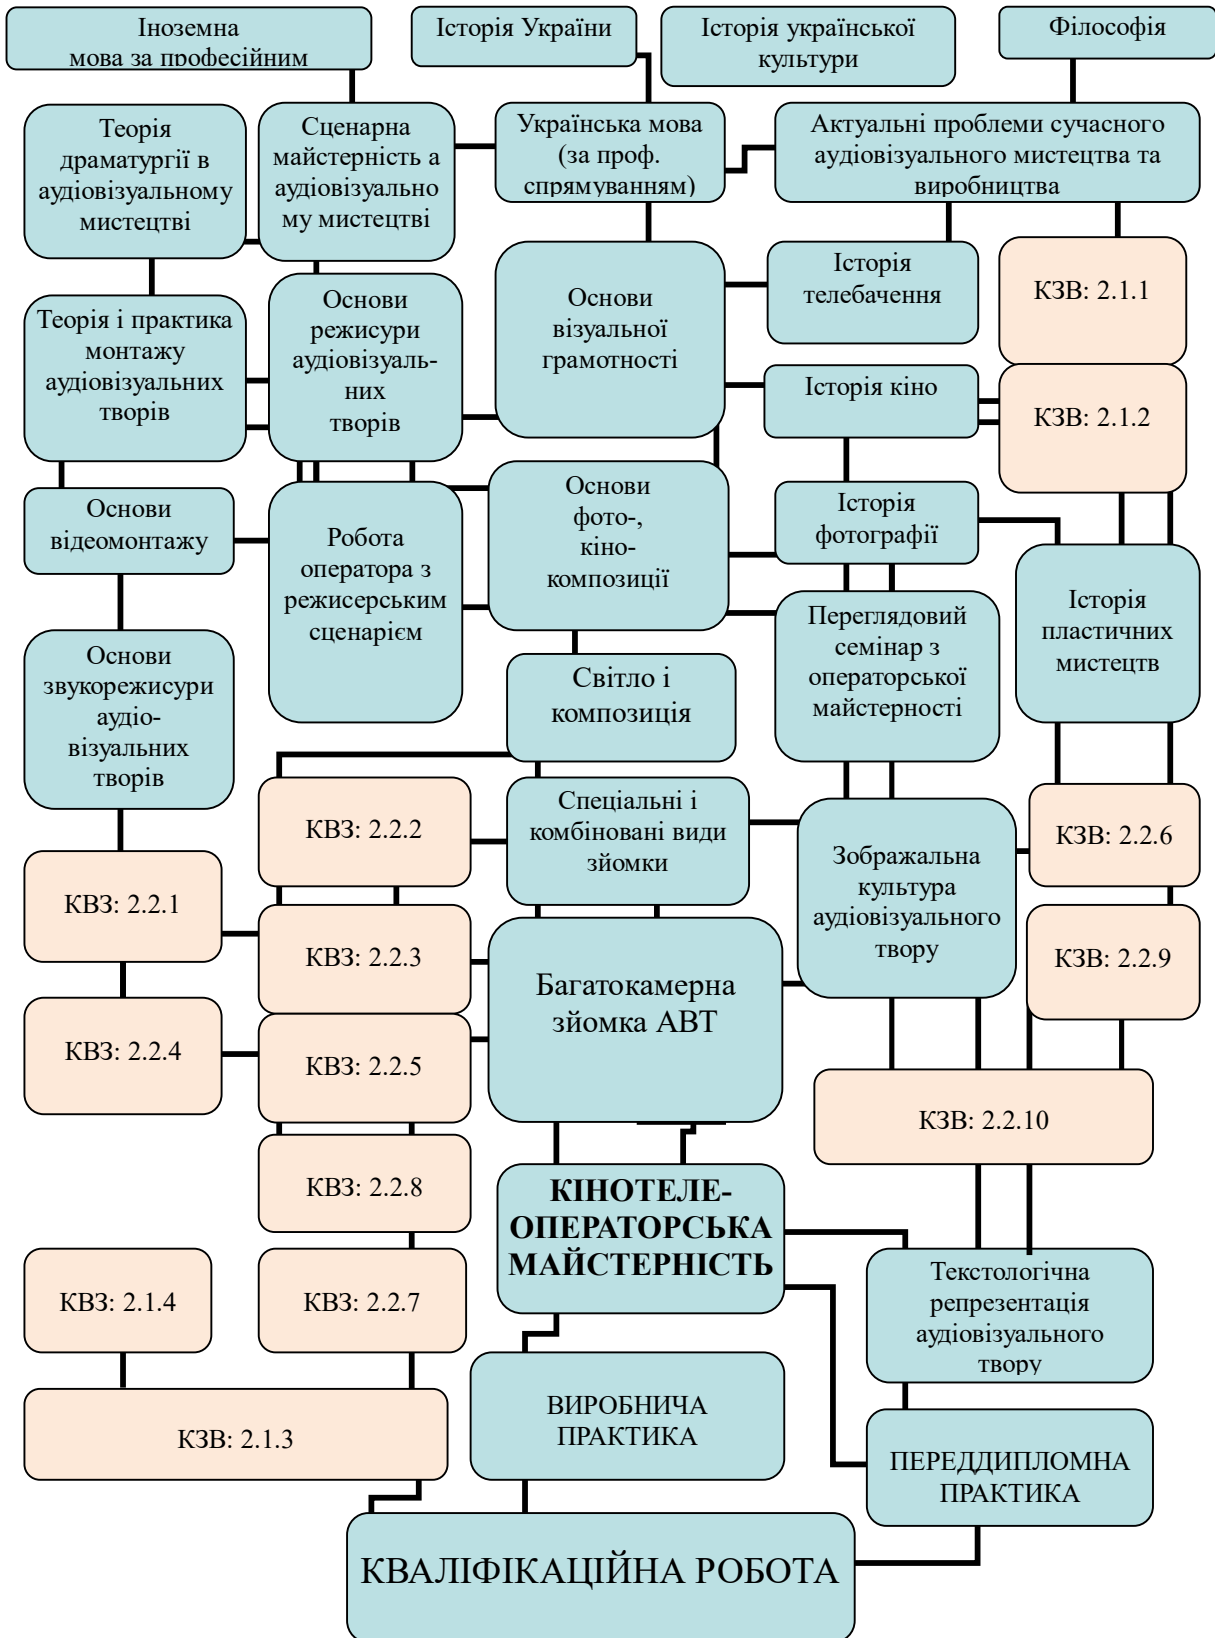 Іноземна
мова за професійним
Історія України
Історія української
культури
Філософія
Теорія
драматургії в
аудіовізуальному
мистецтві
Сценарна
майстерність а
аудіовізуально
му мистецтві
Українська мова
(за проф.
спрямуванням)
Актуальні проблеми сучасного
аудіовізуального мистецтва та
виробництва
Теорія і практика
монтажу
аудіовізуальних
творів
Основи
режисури
аудіовізуаль-
них
творів
Основи
візуальної
грамотності
Історія
телебачення
КЗВ: 2.1.1
Історія кіно
КЗВ: 2.1.2
Основи
відеомонтажу
Робота
оператора з
режисерським
сценарієм
Основи
фото-,
кіно-
композиції
Історія
фотографії
Історія
пластичних
мистецтв
Основи
звукорежисури
аудіо-
візуальних
творів
Світло і
композиція
Переглядовий
семінар з
операторської
майстерності
КВЗ: 2.2.2
Спеціальні і
комбіновані види
зйомки
Зображальна
культура
аудіовізуального
твору
КЗВ: 2.2.6
КВЗ: 2.2.1
КВЗ: 2.2.3
Багатокамерна
зйомка АВТ
КЗВ: 2.2.9
КВЗ: 2.2.4
КВЗ: 2.2.5
КЗВ: 2.2.10
КВЗ: 2.2.8
КІНОТЕЛЕ-
ОПЕРАТОРСЬКА
МАЙСТЕРНІСТЬ
КВЗ: 2.1.4
КВЗ: 2.2.7
Текстологічна
репрезентація
аудіовізуального
твору
КЗВ: 2.1.3
ВИРОБНИЧА
ПРАКТИКА
ПЕРЕДДИПЛОМНА
ПРАКТИКА
КВАЛІФІКАЦІЙНА РОБОТА